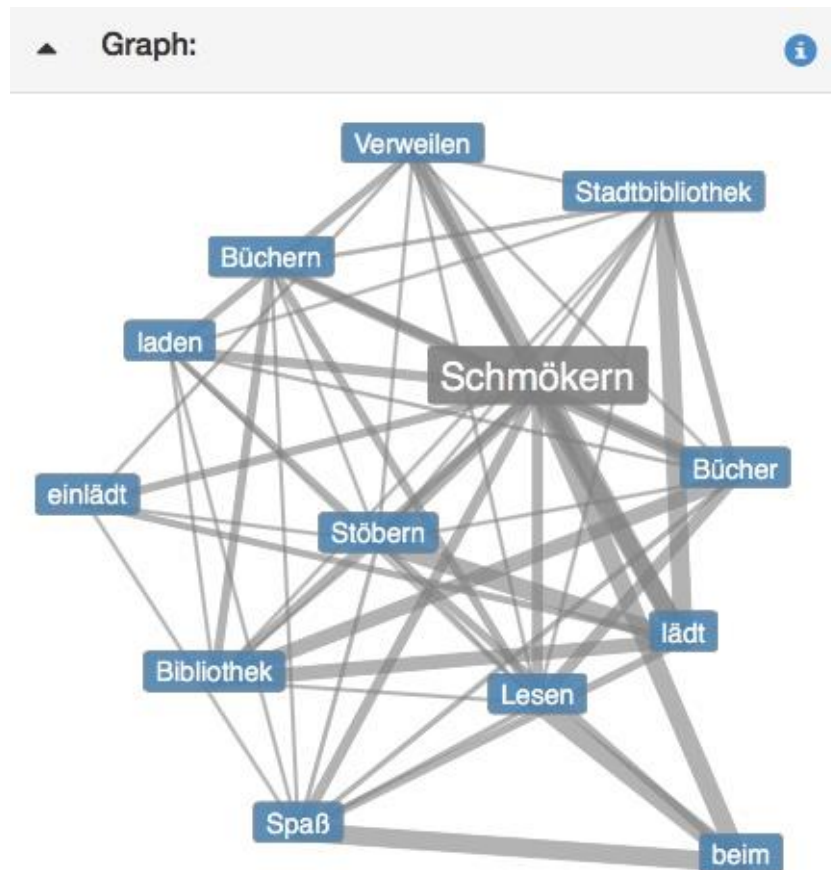 Graph:
Verweilen
Stadtbibliothek
Büchern
laden
Schmökern
Bücher
einlädt
Stöbern
lädt
Bibliothek
Lesen
Spaß
beim